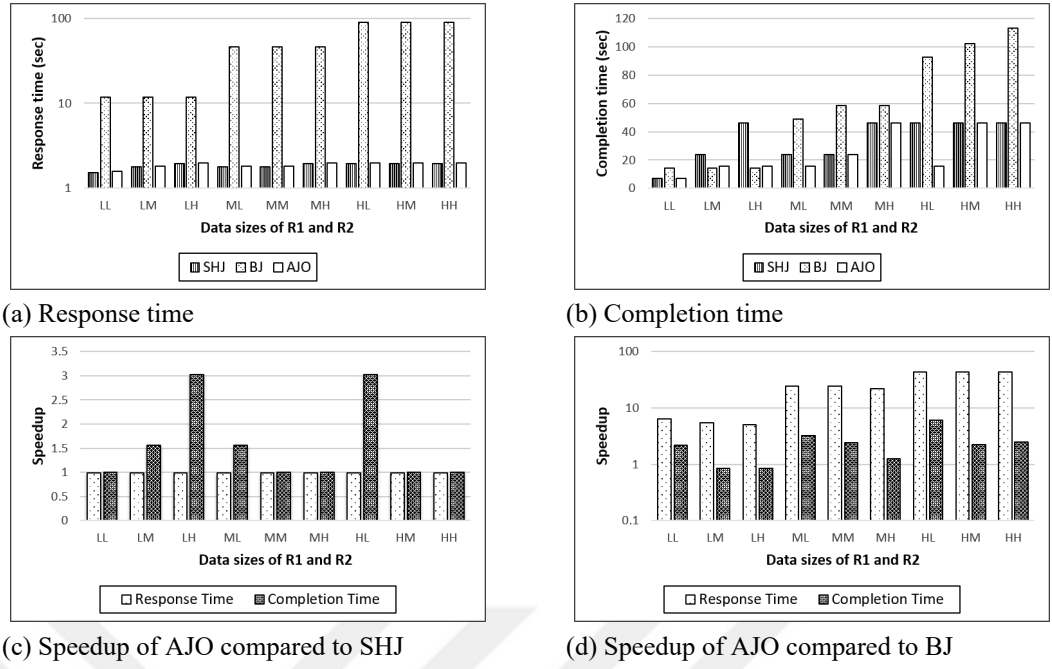 100
10
1
Response time (sec)
LL LM LH ML MM MH HL HM HH
Data sizes of R1 and R2
SHJ BJ AJO
(a) Response time
120
100
80
60
40
20
0
Completion time (sec)
LL LM LH ML MM MH HL HM HH
Data sizes of R1 and R2
SHJ BJ AJO
(b) Completion time
3.5
3
2.5
2
1.5
1
0.5
0
Speedup
LL LM LH ML MM MH HL HM HH
Data sizes of R1 and R2
Response Time Completion Time
(c) Speedup of AJO compared to SHJ
100
10
1
0.1
Speedup
LL LM LH ML MM MH HL HM HH
Data sizes of R1 and R2
Response Time Completion Time
(d) Speedup of AJO compared to BJ